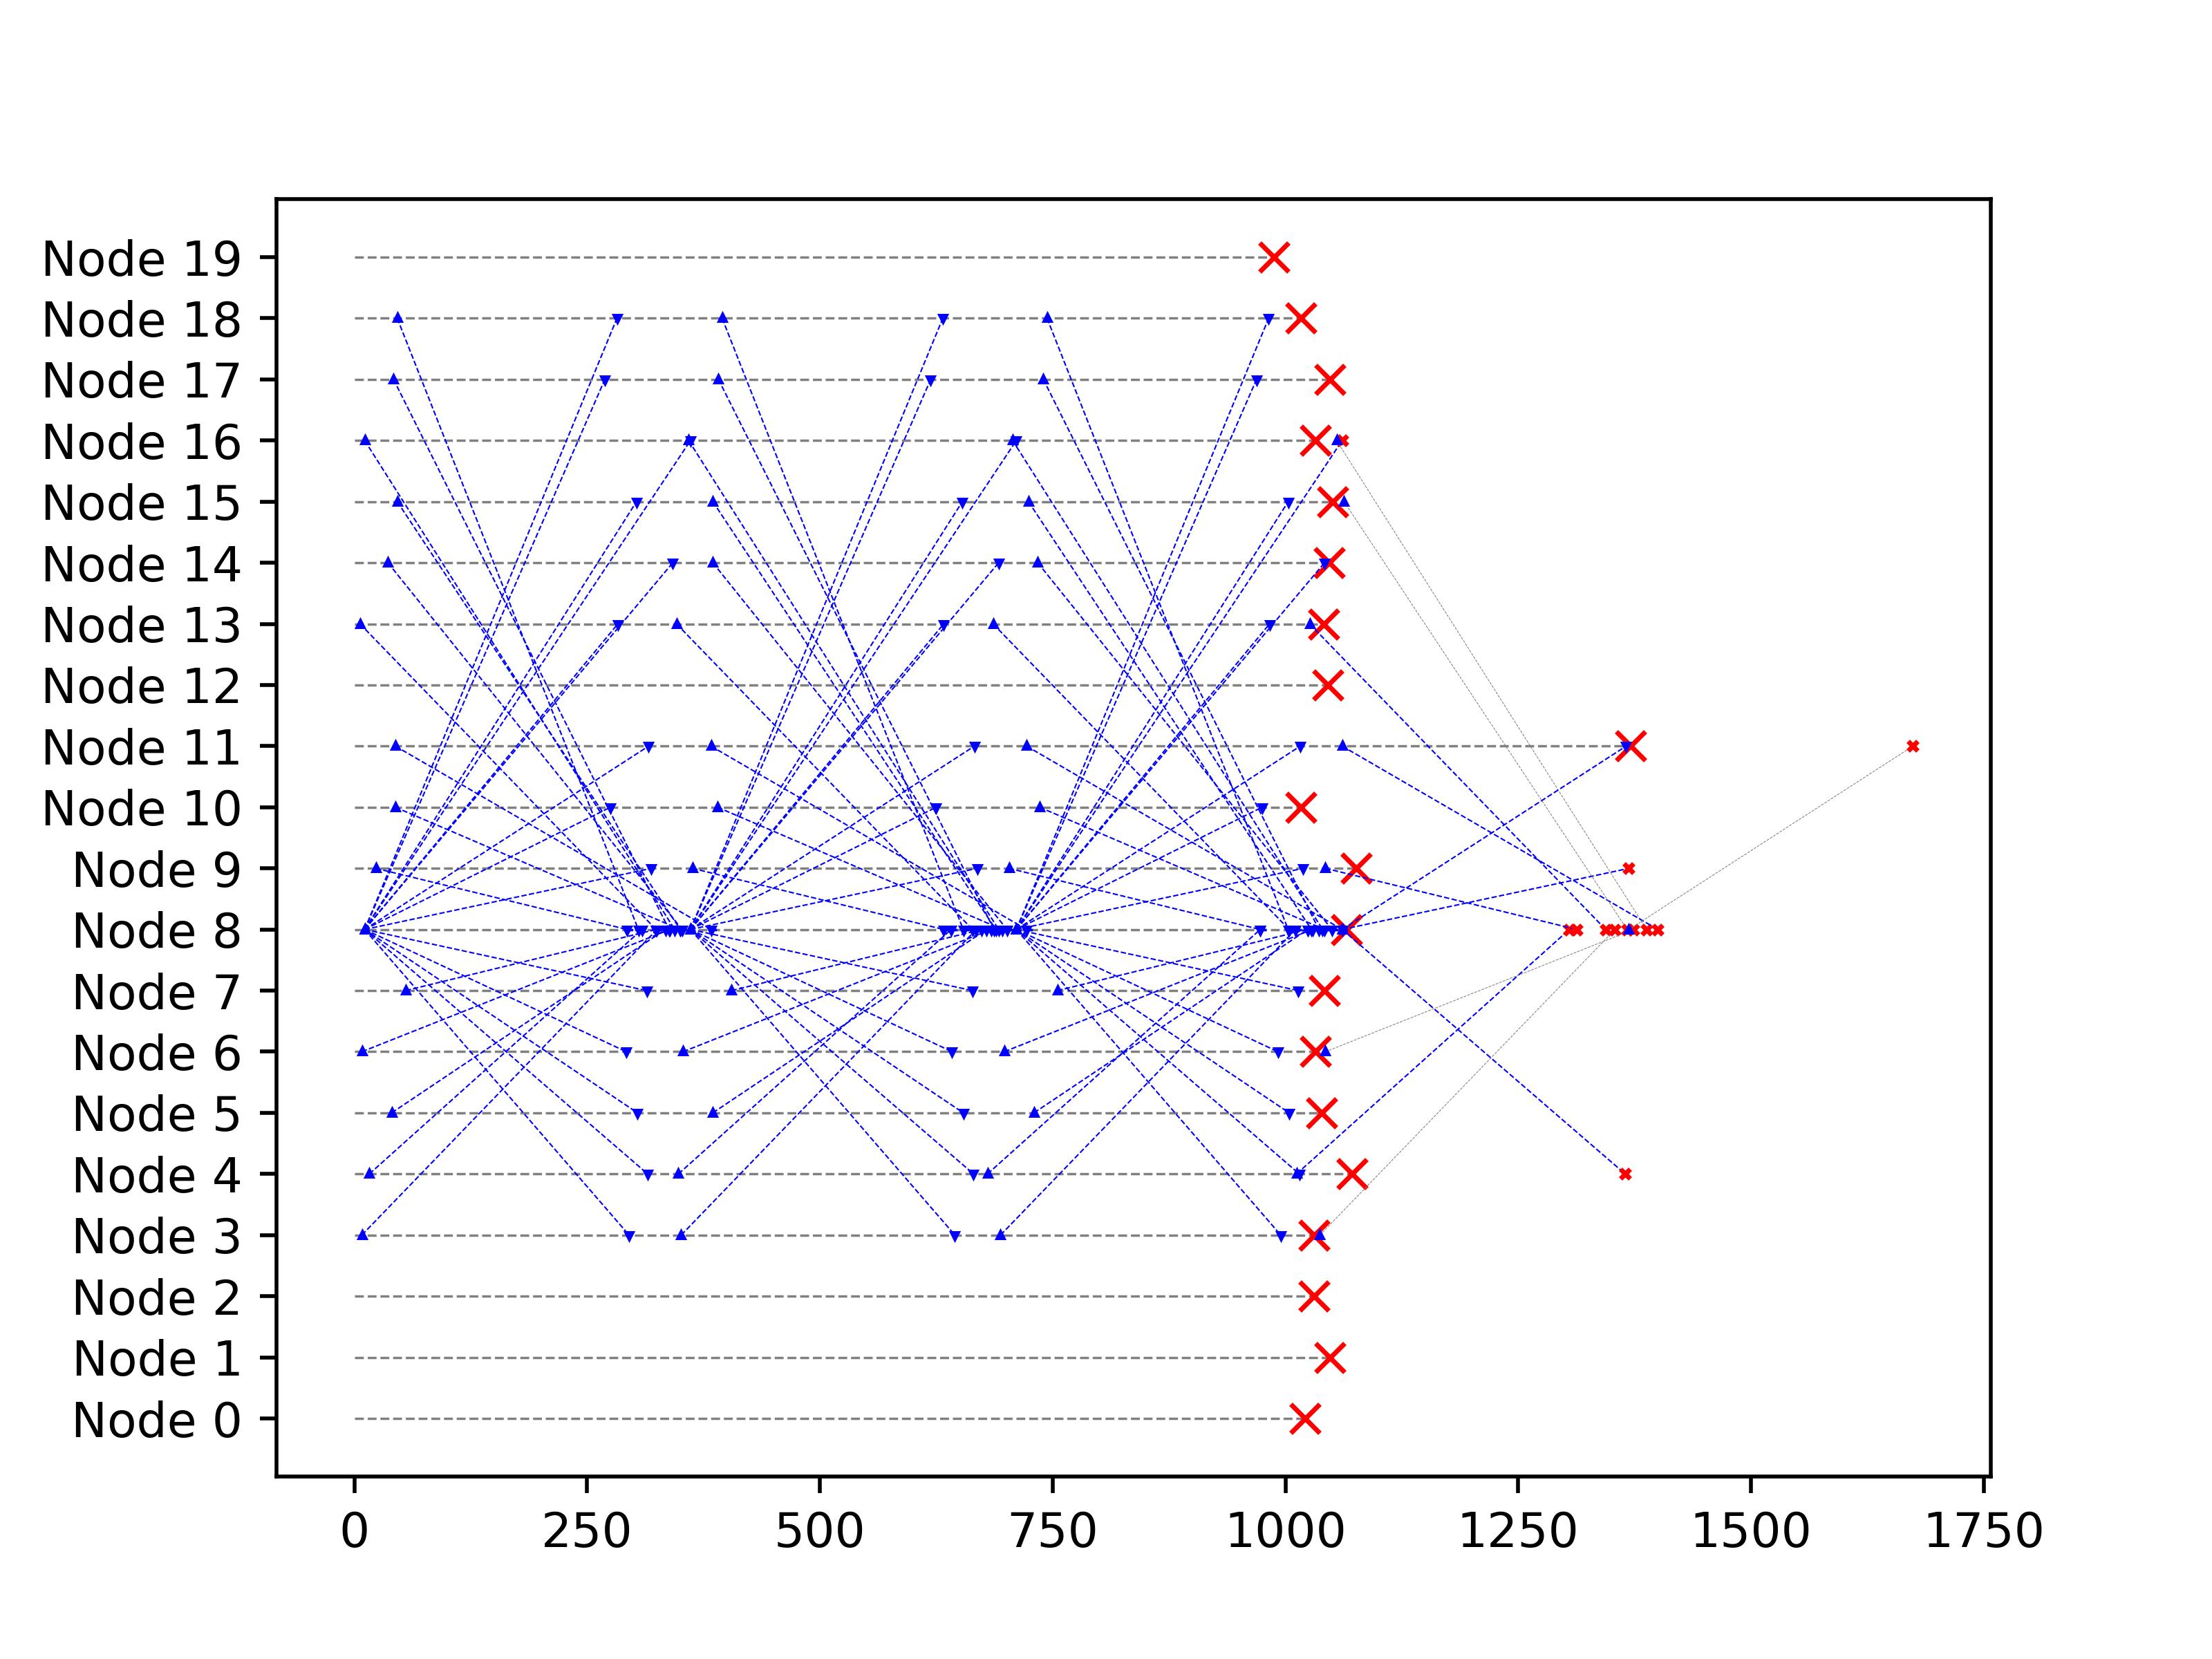 Node 19
Node 18
Node 17
Node 16
Node 15
Node 14
Node 13
Node 12
Node 11
Node 10
Node 9
Node 8
Node 7
Node 6
Node 5
Node 4
Node 3
Node 2
Node 1
Node 0
0 250 500 750 1000 1250 1500 1750